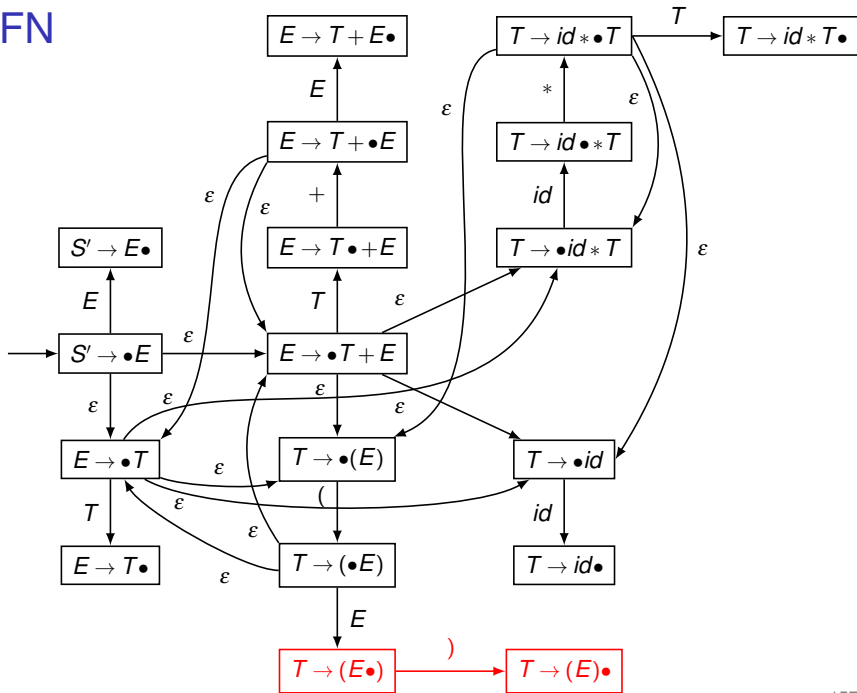 FN
E → T + E•
T → id * •T
T
T → id * T•
E
ε
*
ε
E → T + •E
T → id• * T
ε
ε
+
id
S′ → E•
E → T• + E
T → •id * T
ε
E
T
ε
S′ → •E
ε
E → •T + E
ε
ε
ε
ε
E → •T
T → •(E)
T → •id
ε
T
ε
(
id
ε
E → T•
ε
T → (•E)
T → id•
E
T → (E•)
)
T → (E)•